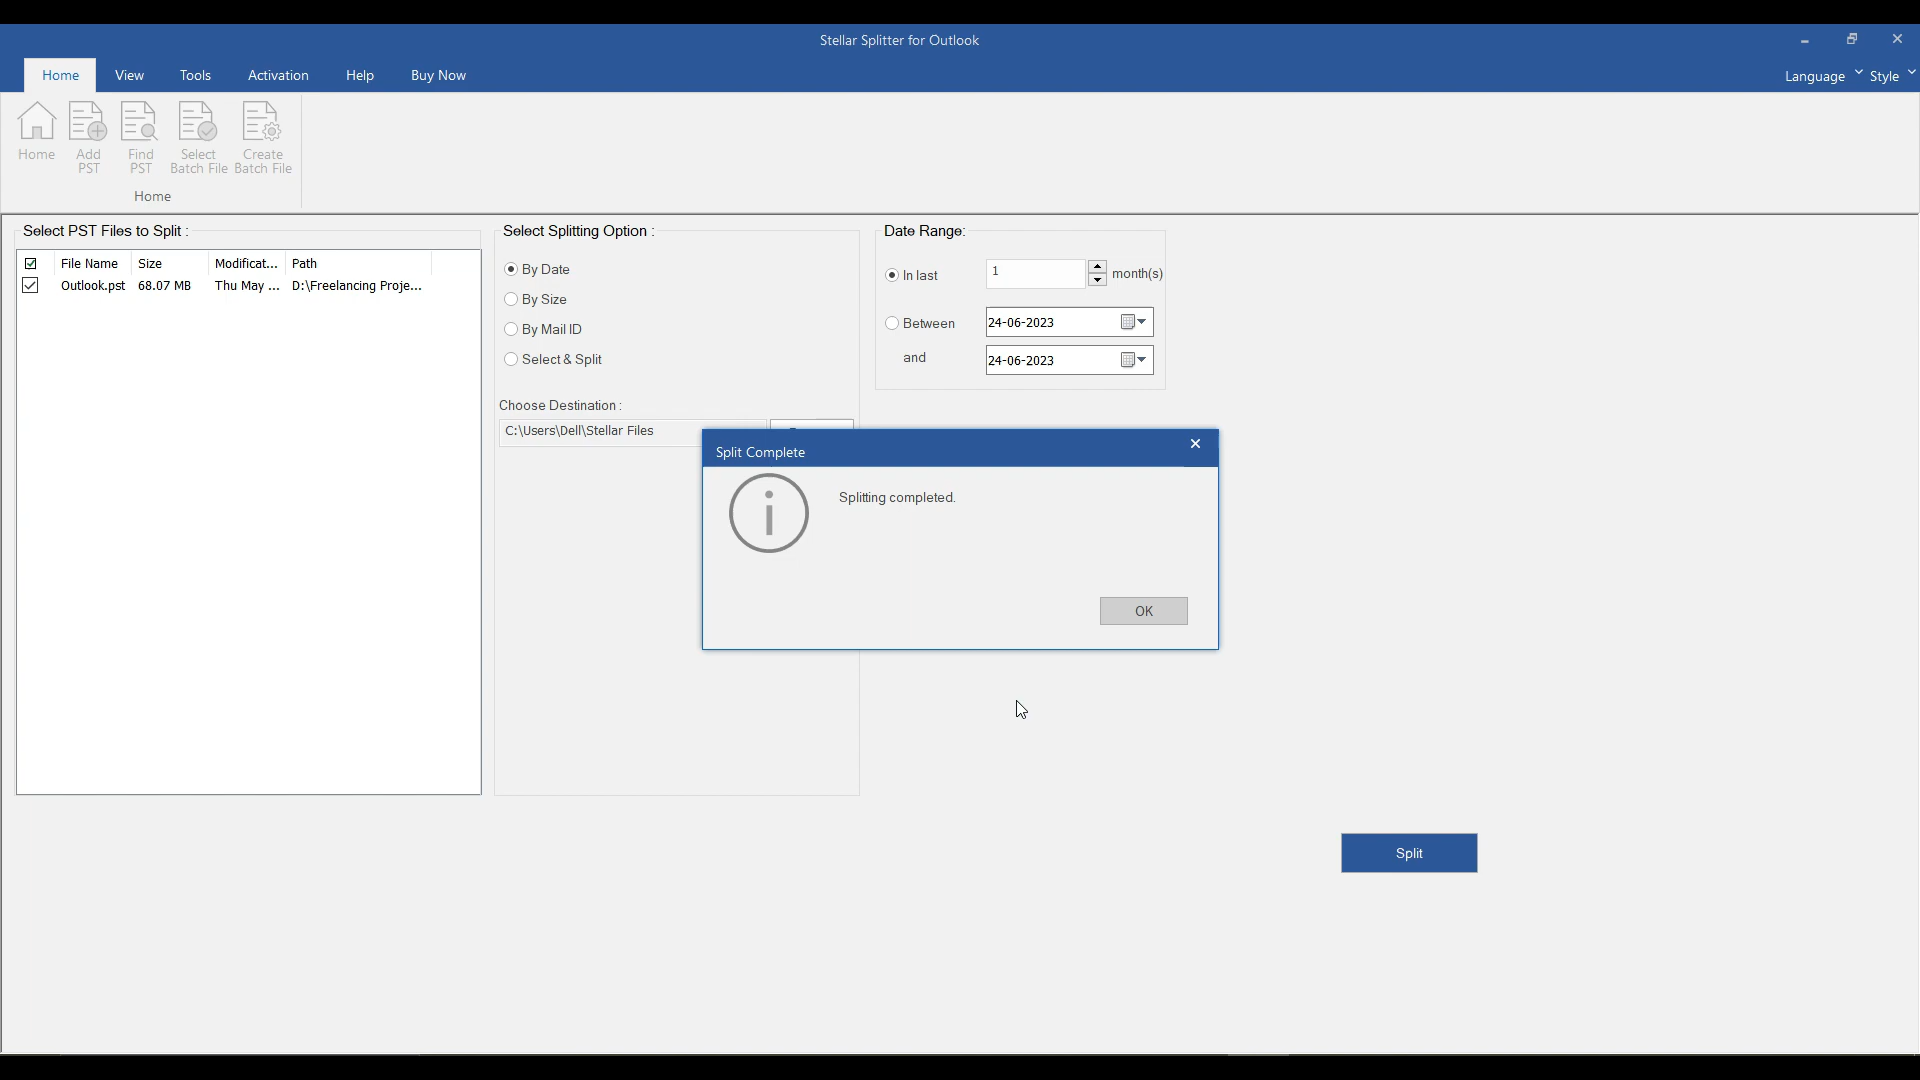 Stellar Splitter for Outlook
Home View Tools Activation Help Buy Now Language Style
Home Add PST Find PST Select Batch File Create Batch File
Home
Select PST Files to Split :
File Name Size Modificat... Path
Outlook.pst 68.07 MB Thu May ... D:\Freelancing Proje...
Select Splitting Option :
By Date
By Size
By Mail ID
Select & Split
Choose Destination :
C:\Users\Dell\Stellar Files
Date Range:
In last 1 month(s)
Between 24-06-2023
and 24-06-2023
Split Complete
Splitting completed.
OK
Split